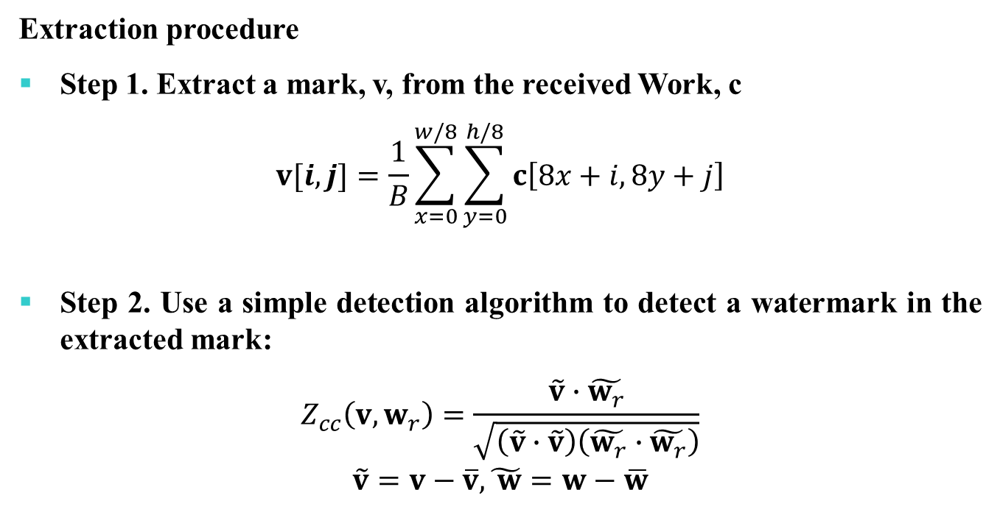 Extraction procedure
▪ Step 1. Extract a mark, v, from the received Work, c
$$\mathbf{v}[\boldsymbol{i},\boldsymbol{j}] = \frac{1}{B}\sum_{x=0}^{w/8}\sum_{y=0}^{h/8}\mathbf{c}[8x+i,8y+j]$$
▪ Step 2. Use a simple detection algorithm to detect a watermark in the
extracted mark:
$$Z_{cc}(\mathbf{v},\mathbf{w}_r) = \frac{\tilde{\mathbf{v}}\cdot\widetilde{\mathbf{w}_r}}{\sqrt{(\tilde{\mathbf{v}}\cdot\tilde{\mathbf{v}})(\widetilde{\mathbf{w}_r}\cdot\widetilde{\mathbf{w}_r})}}$$
$$\tilde{\mathbf{v}} = \mathbf{v}-\bar{\mathbf{v}}, \widetilde{\mathbf{w}} = \mathbf{w}-\overline{\mathbf{w}}$$